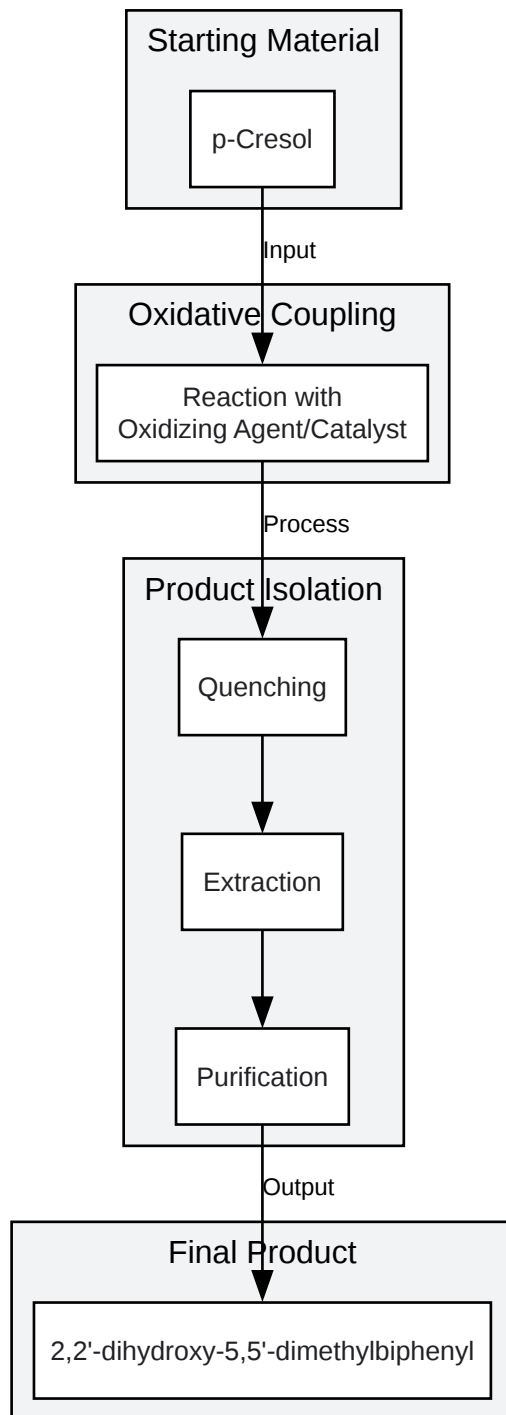 Starting Material
p-Cresol
Input
Oxidative Coupling
Reaction with
Oxidizing Agent/Catalyst
Process
Product Isolation
Quenching
Extraction
Purification
Output
Final Product
2,2'-dihydroxy-5,5'-dimethylbiphenyl